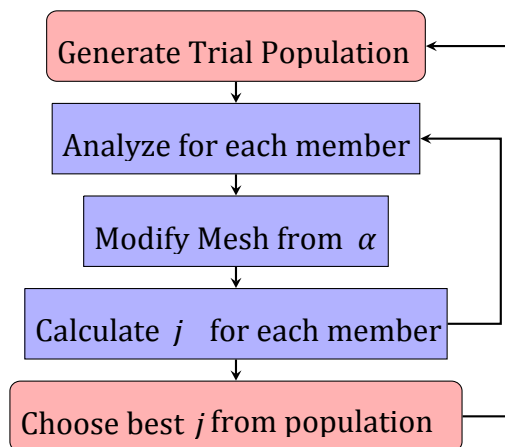 Generate Trial Population
Analyze for each member
Modify Mesh from α
Calculate j for each member
Choose best j from population